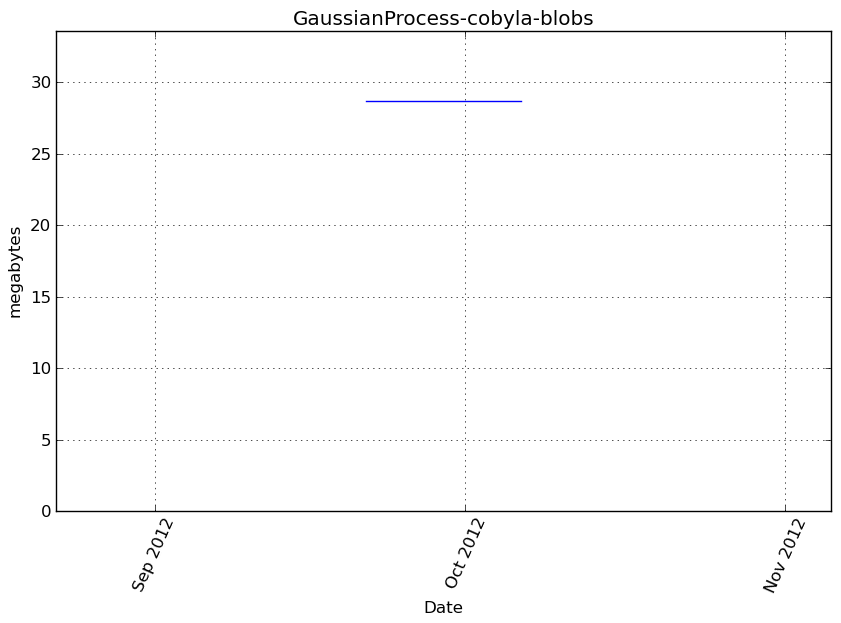 GaussianProcess-cobyla-blobs
30
25
20
15
10
5
0
megabytes
Sep 2012
Oct 2012
Nov 2012
Date